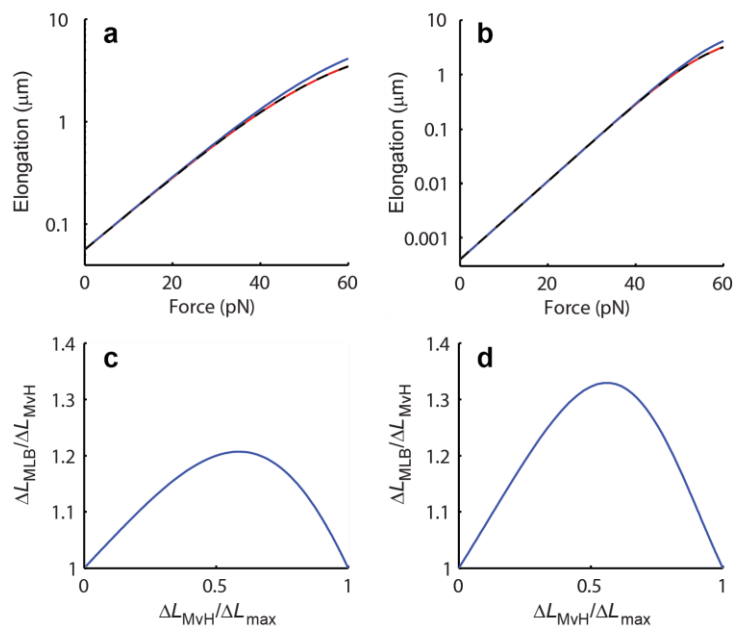 a
Elongation (μm)
10
1
0.1
0
20
40
60
Force (pN)
b
Elongation (μm)
10
1
0.1
0.01
0.001
0
20
40
60
Force (pN)
c
ΔL_MLB/ΔL_MvH
1.4
1.3
1.2
1.1
1
0
0.5
1
ΔL_MvH/ΔL_max
d
ΔL_MLB/ΔL_MvH
1.4
1.3
1.2
1.1
1
0
0.5
1
ΔL_MvH/ΔL_max